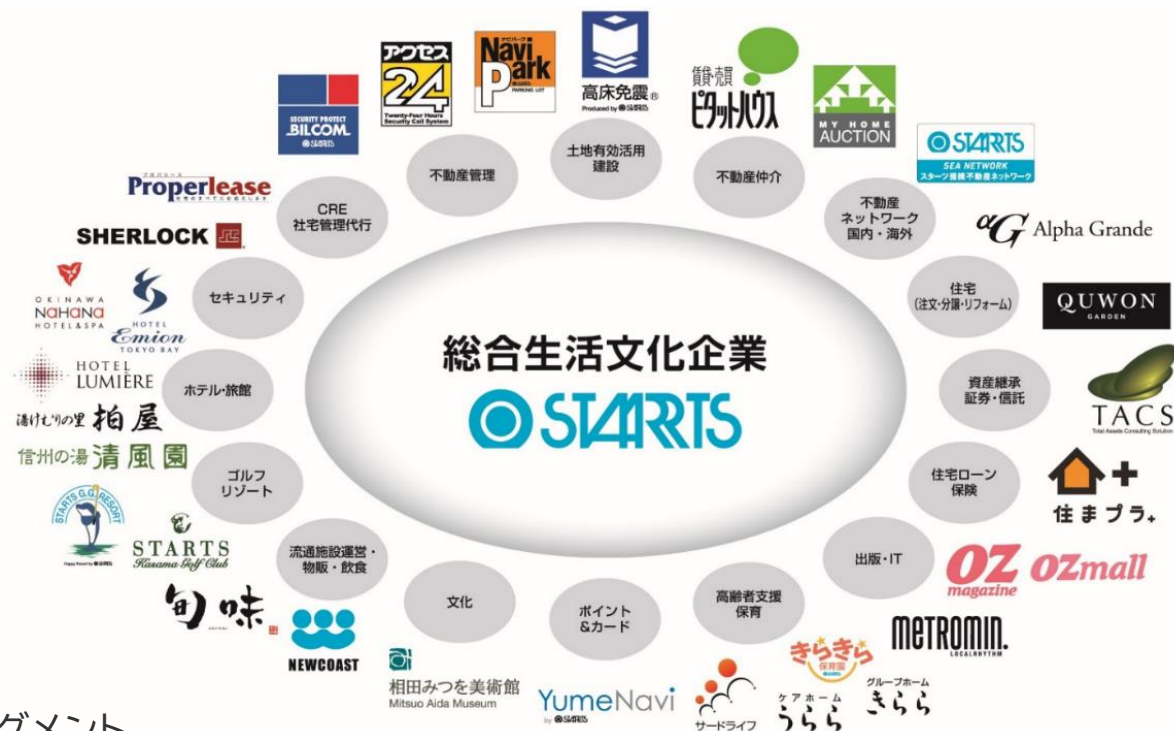 アクセス
24
Twenty-Four Hours
Security Call System
ナビパーク
Navi
Park
PARKING LOT
高床免震®
Produced by STARTS
賃貸・売買
ピタットハウス
MY HOME
AUCTION
SECURITY PROTECT
BILCOM
STARTS
STARTS
SEA NETWORK
スターツ提携不動産ネットワーク
不動産管理
土地有効活用
建設
不動産仲介
Properlease
CRE
社宅管理代行
不動産
ネットワーク
国内・海外
SHERLOCK
αG Alpha Grande
OKINAWA
NaHaNa
HOTEL & SPA
HOTEL
Emion
TOKYO BAY
セキュリティ
住宅
(注文・分譲・リフォーム)
QUWON
GARDEN
総合生活文化企業
STARTS
HOTEL
LUMIÈRE
ホテル・旅館
資産継承
証券・信託
TACS
Total Assets Consulting Solution
湯けむりの里 柏屋
信州の湯 清風園
ゴルフ
リゾート
住宅ローン
保険
住まプラ+
STARTS G.G. RESORT
STARTS
Kasama Golf Club
流通施設運営・
物販・飲食
出版・IT
OZ
magazine
OZmall
旬味
文化
ポイント
&カード
高齢者支援
保育
METROMIN.
LOCALRHYTHM
NEWCOAST
相田みつを美術館
Mitsuo Aida Museum
YumeNavi
by STARTS
サードライフ
きらきら
保育園
ケアホーム
うらら
グループホーム
きらら
グメント